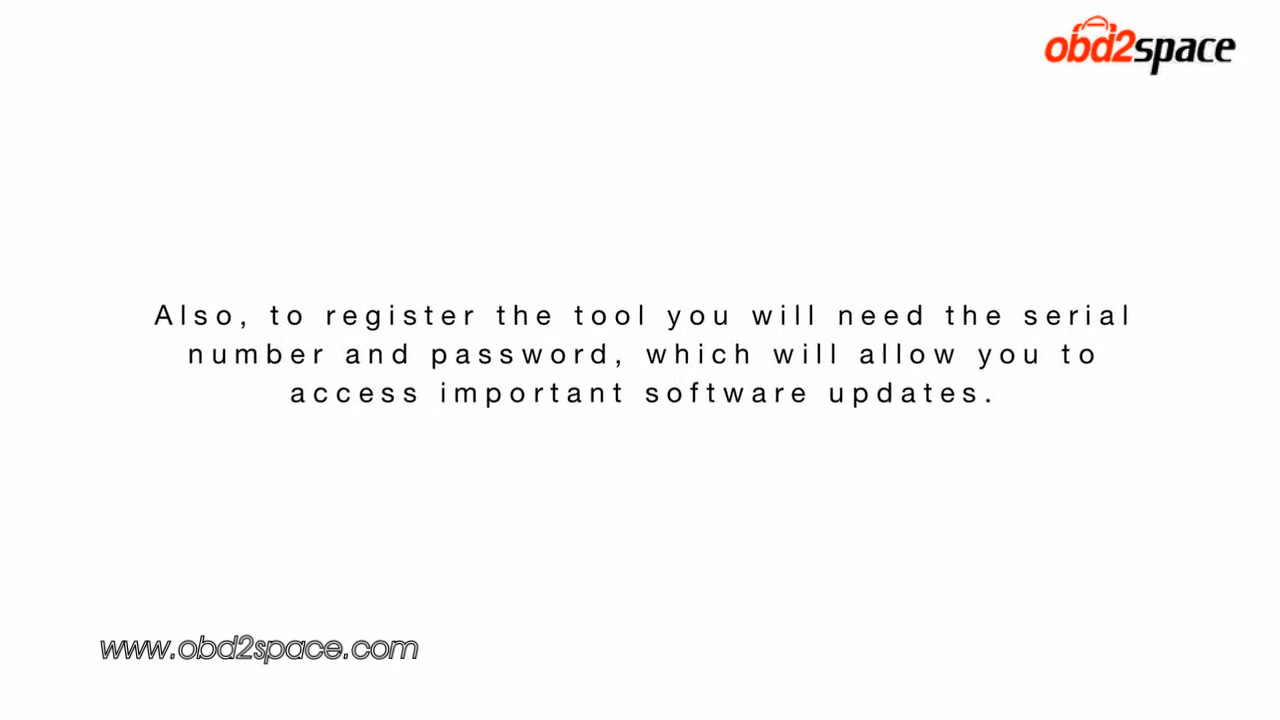 obd2space
Also, to register the tool you will need the serial
number and password, which will allow you to
access important software updates.
www.obd2space.com